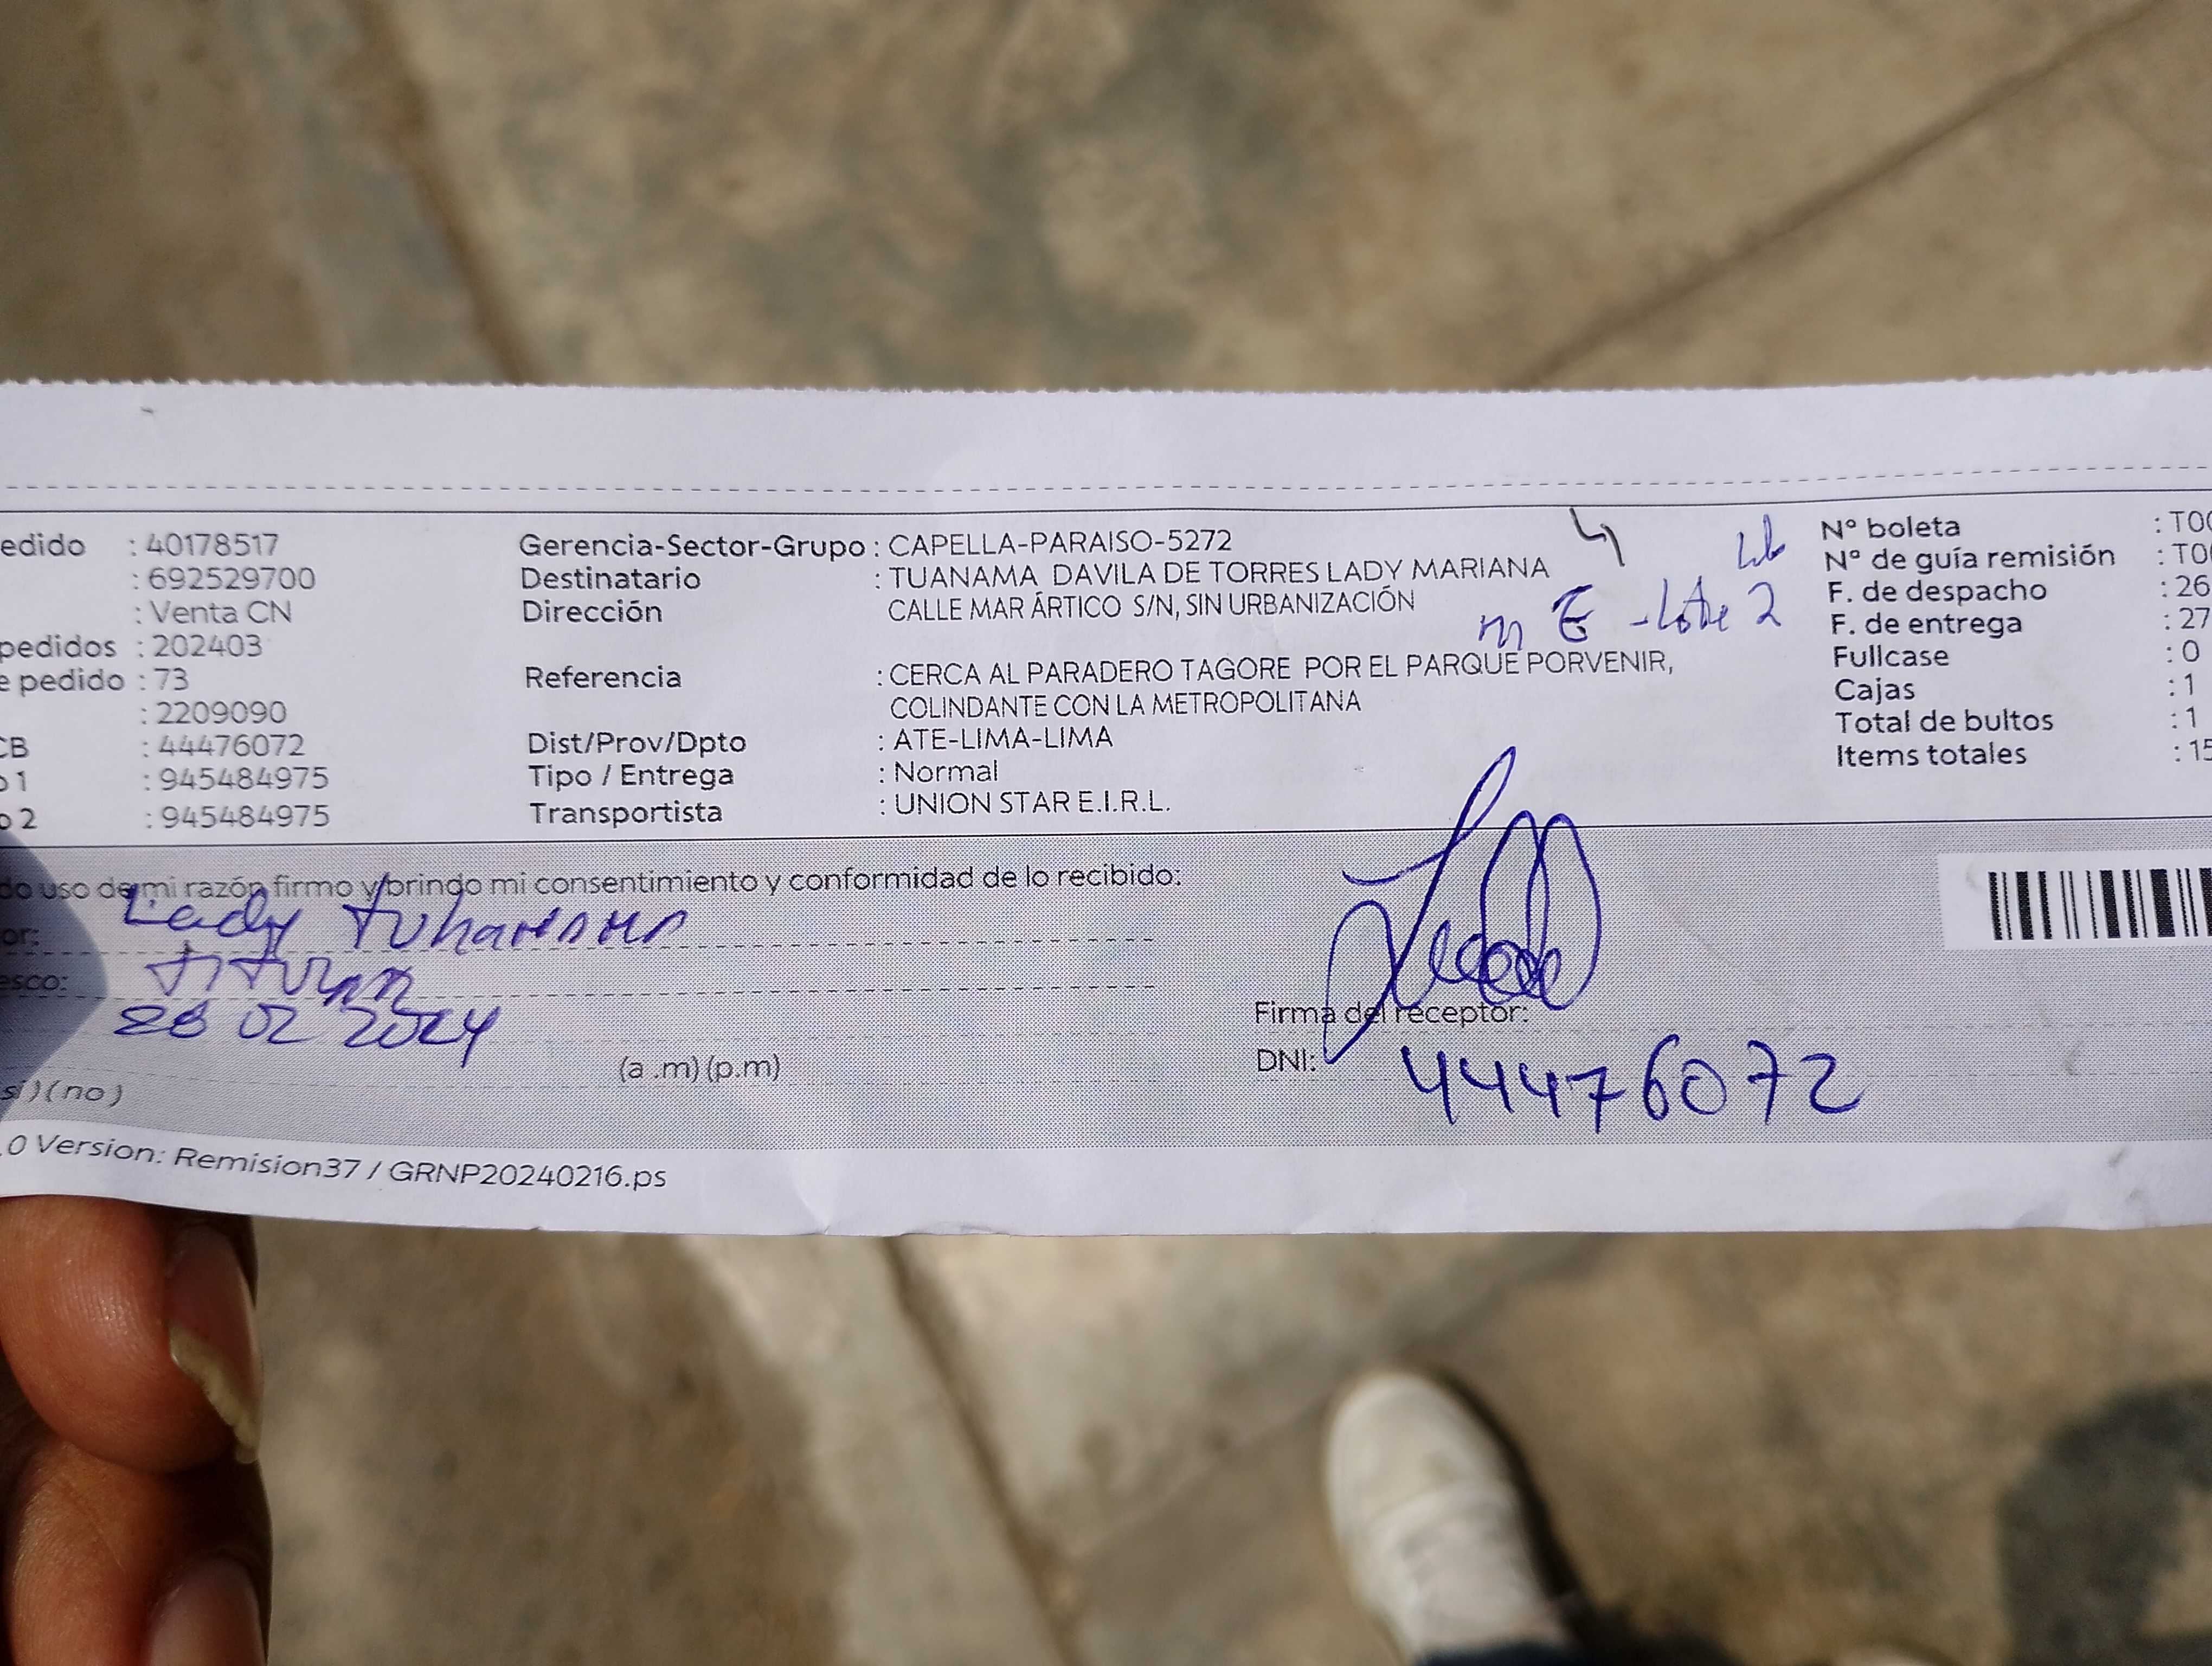 edido : 40178517
: 692529700
: Venta CN
pedidos : 202403
e pedido : 73
: 2209090
CB : 44476072
o 1 : 945484975
o 2 : 945484975
Gerencia-Sector-Grupo : CAPELLA-PARAISO-5272
Destinatario : TUANAMA DAVILA DE TORRES LADY MARIANA
Dirección CALLE MAR ÁRTICO S/N, SIN URBANIZACIÓN
m E - Lote 2
Referencia : CERCA AL PARADERO TAGORE POR EL PARQUE PORVENIR,
COLINDANTE CON LA METROPOLITANA
Dist/Prov/Dpto : ATE-LIMA-LIMA
Tipo / Entrega : Normal
Transportista : UNION STAR E.I.R.L.
N° boleta : T00
N° de guía remisión : T00
F. de despacho : 26
F. de entrega : 27
Fullcase : 0
Cajas : 1
Total de bultos : 1
Items totales : 15
do uso de mi razón firmo y brindo mi consentimiento y conformidad de lo recibido:
or: Lady
esco: titular
28 02 2024
(a .m) (p.m)
si) (no)
Firma del receptor:
DNI: 44476072
.0 Version: Remision37 / GRNP20240216.ps